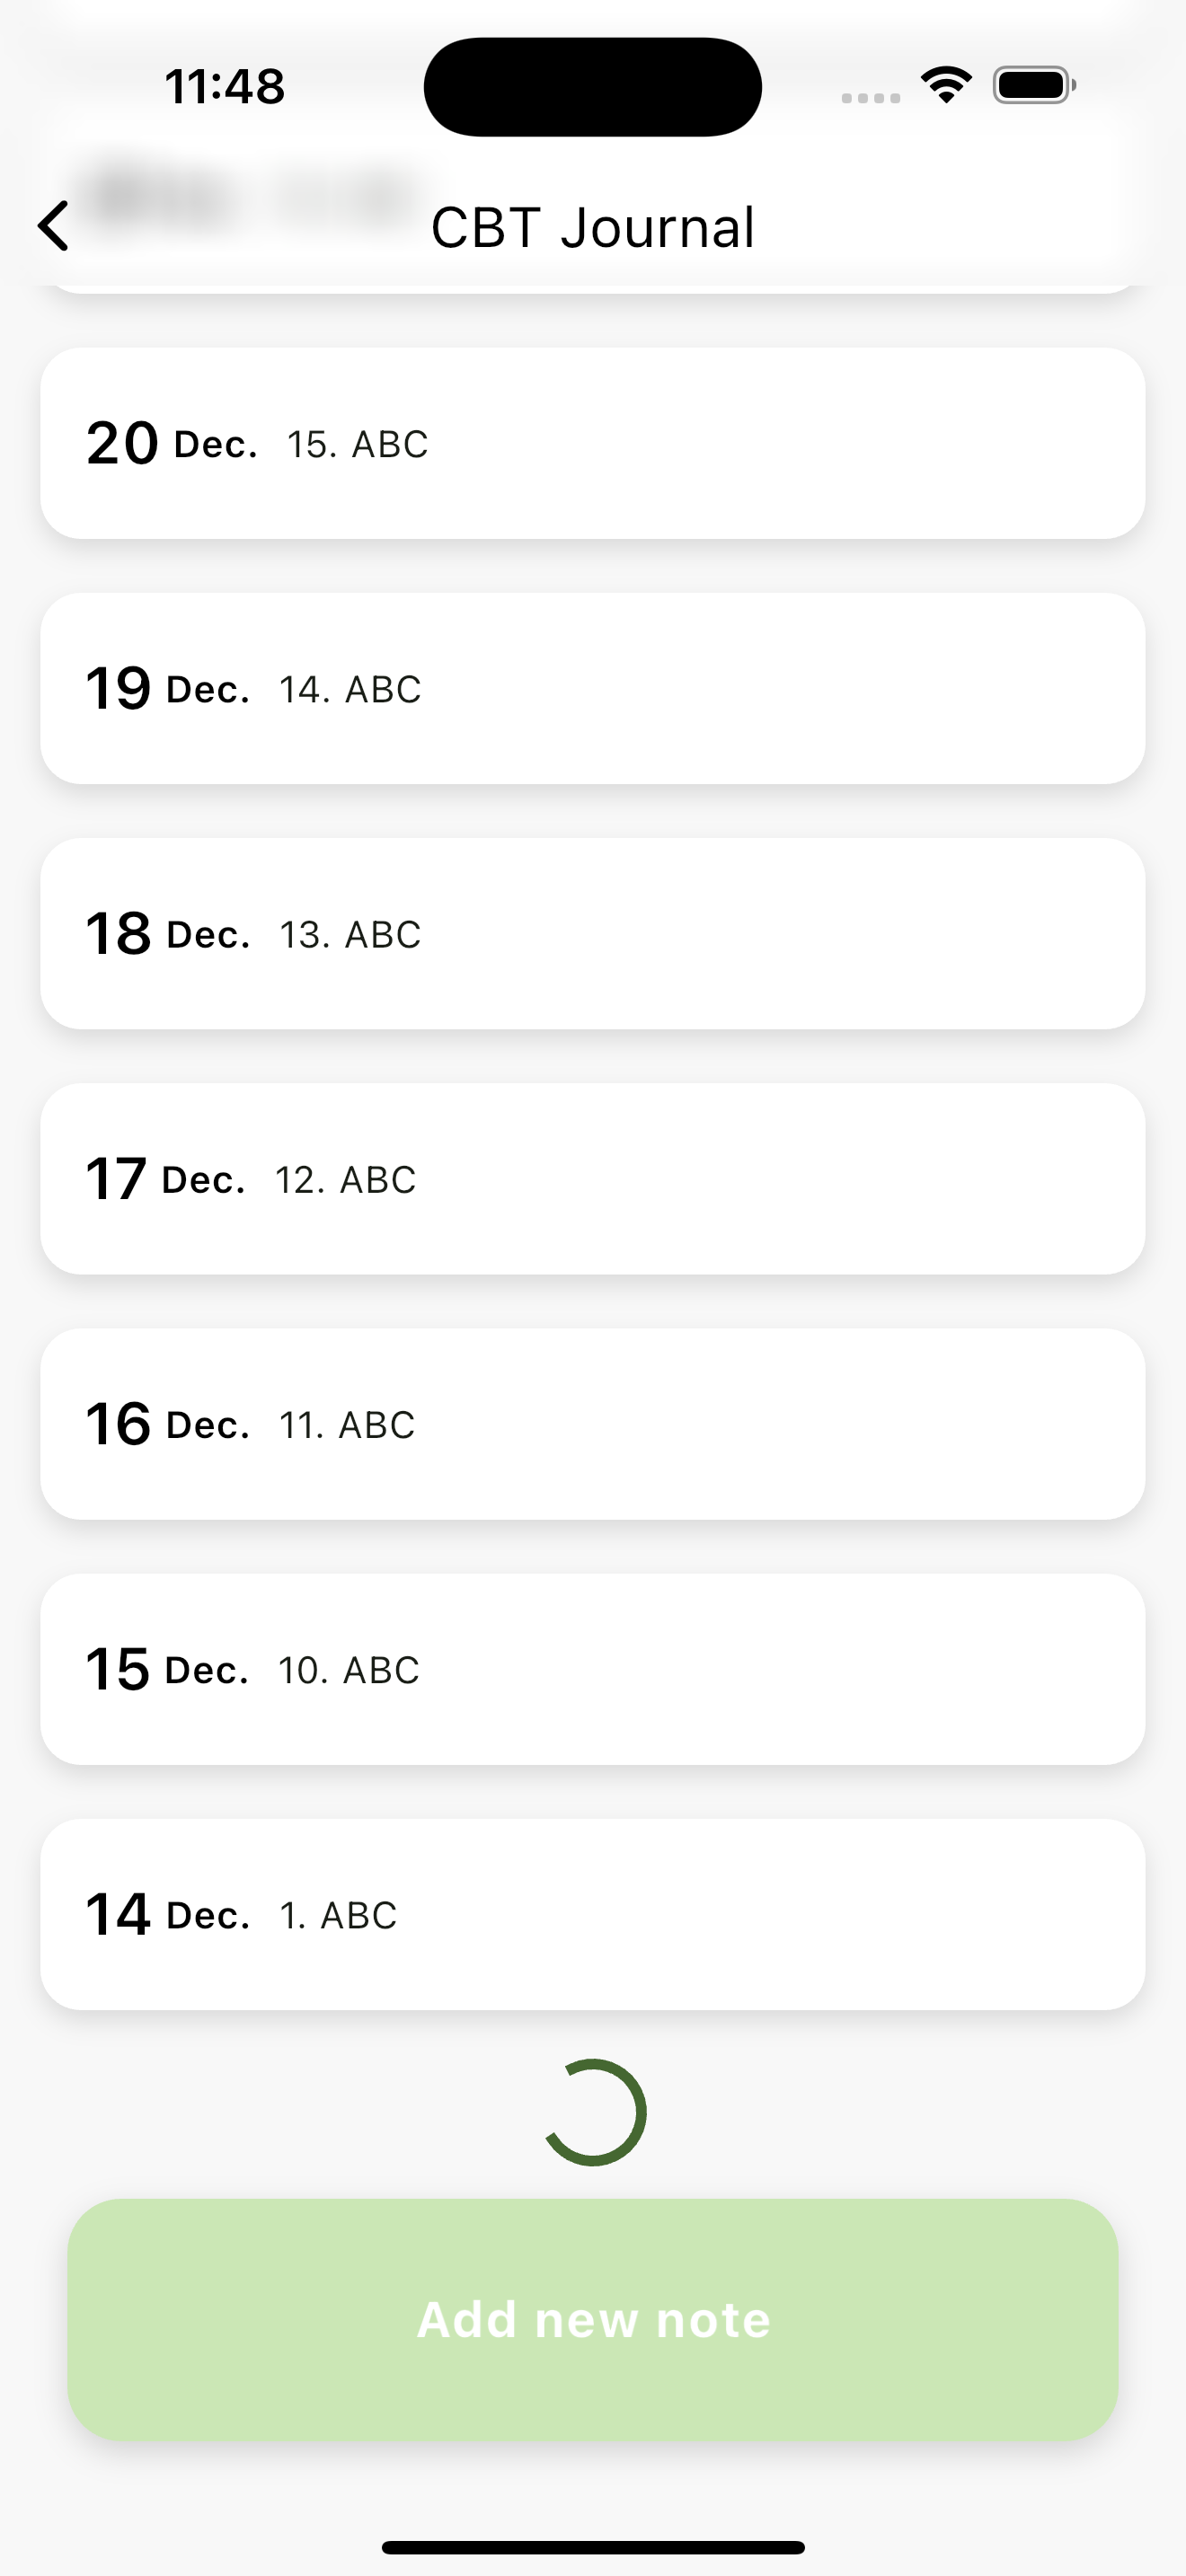 11:48
CBT Journal
20 Dec. 15. ABC
19 Dec. 14. ABC
18 Dec. 13. ABC
17 Dec. 12. ABC
16 Dec. 11. ABC
15 Dec. 10. ABC
14 Dec. 1. ABC
Add new note